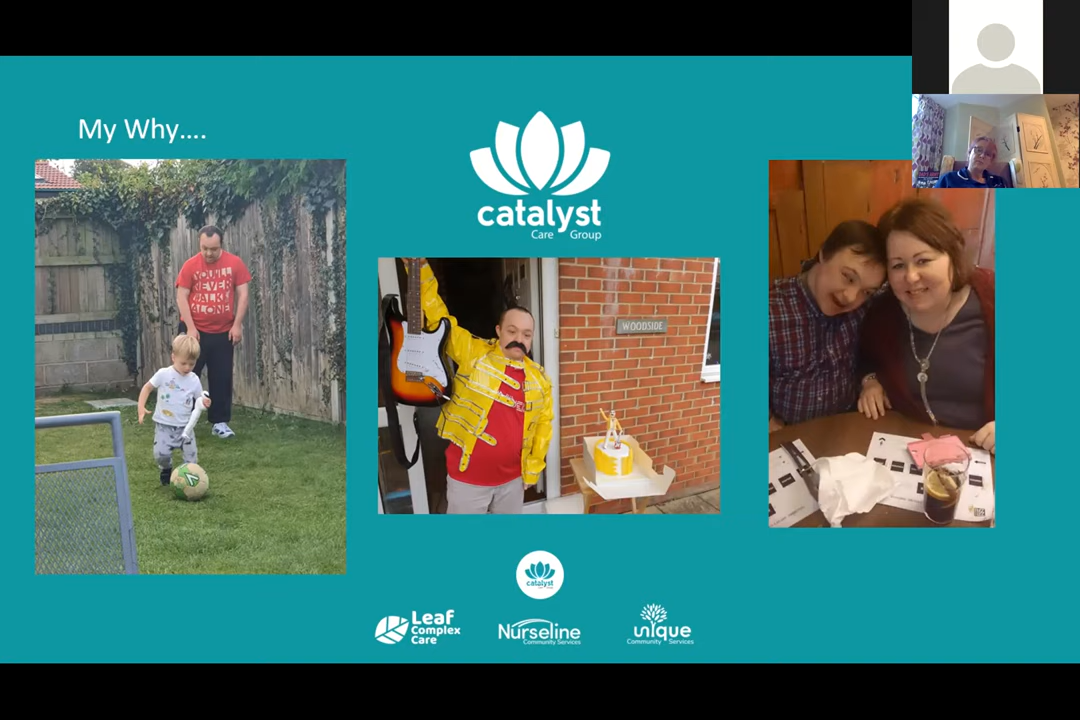 My Why....
catalyst
Care Group
YOU'LL
NEVER
WALK
ALONE
WOODSIDE
catalyst
Leaf
Complex
Care
Nurseline
Community Services
unique
Community Services